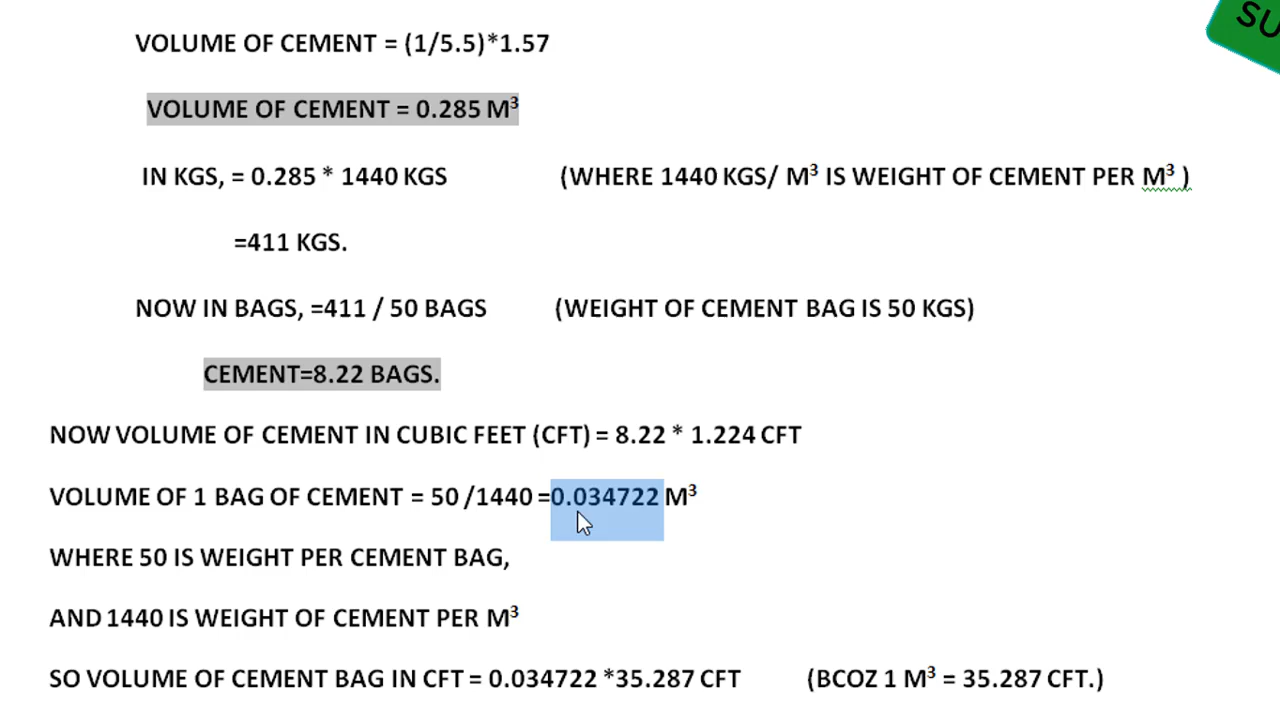 SU
VOLUME OF CEMENT = (1/5.5)*1.57
VOLUME OF CEMENT = 0.285 M³
IN KGS, = 0.285 * 1440 KGS (WHERE 1440 KGS/ M³ IS WEIGHT OF CEMENT PER M³ )
=411 KGS.
NOW IN BAGS, =411 / 50 BAGS (WEIGHT OF CEMENT BAG IS 50 KGS)
CEMENT=8.22 BAGS.
NOW VOLUME OF CEMENT IN CUBIC FEET (CFT) = 8.22 * 1.224 CFT
VOLUME OF 1 BAG OF CEMENT = 50 /1440 =0.034722 M³
WHERE 50 IS WEIGHT PER CEMENT BAG,
AND 1440 IS WEIGHT OF CEMENT PER M³
SO VOLUME OF CEMENT BAG IN CFT = 0.034722 *35.287 CFT (BCOZ 1 M³ = 35.287 CFT.)